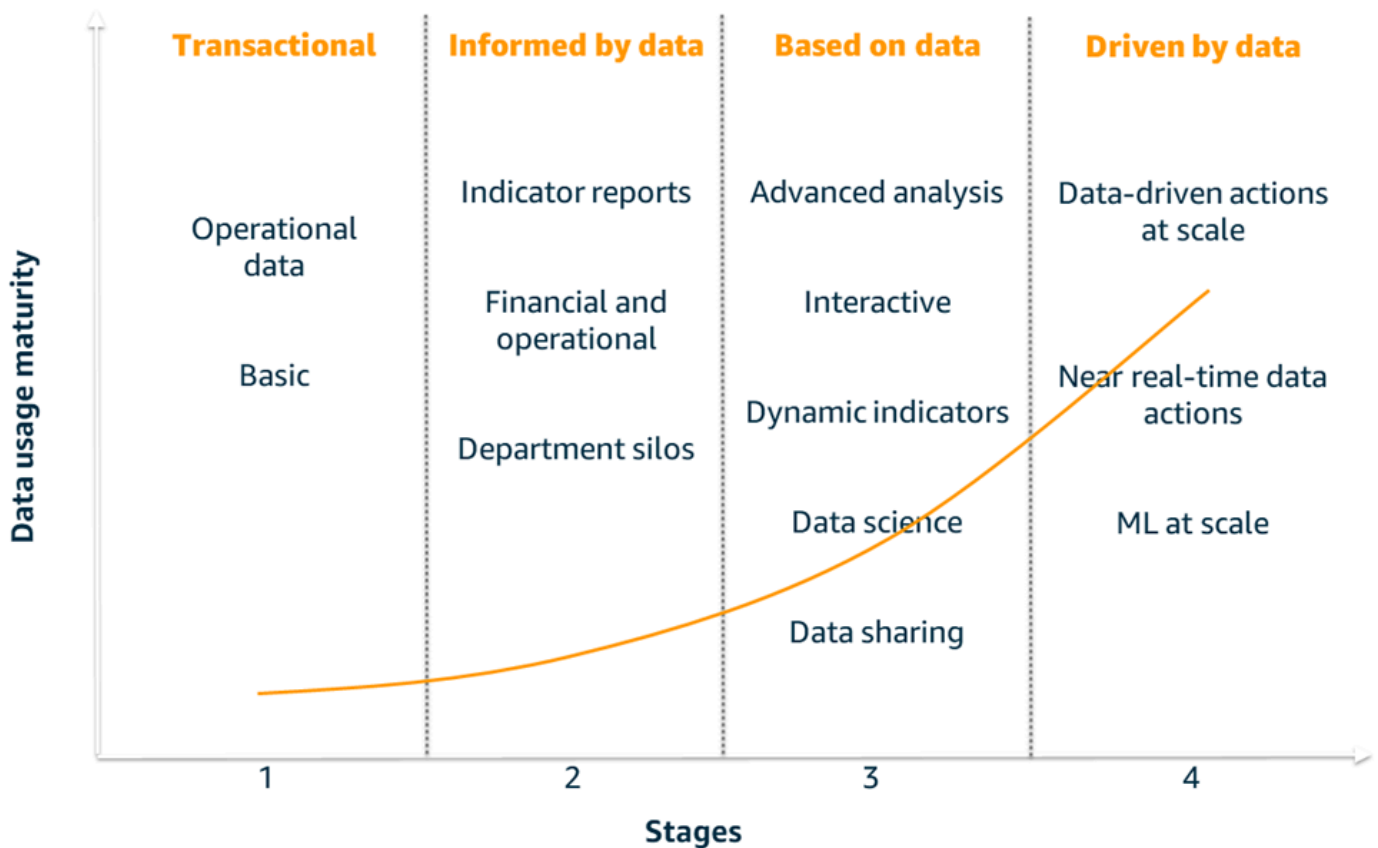 Transactional
Informed by data
Based on data
Driven by data
Operational
data
Basic
Indicator reports
Financial and
operational
Department silos
Advanced analysis
Interactive
Dynamic indicators
Data science
Data sharing
Data-driven actions
at scale
Near real-time data
actions
ML at scale
Data usage maturity
1
2
3
4
Stages